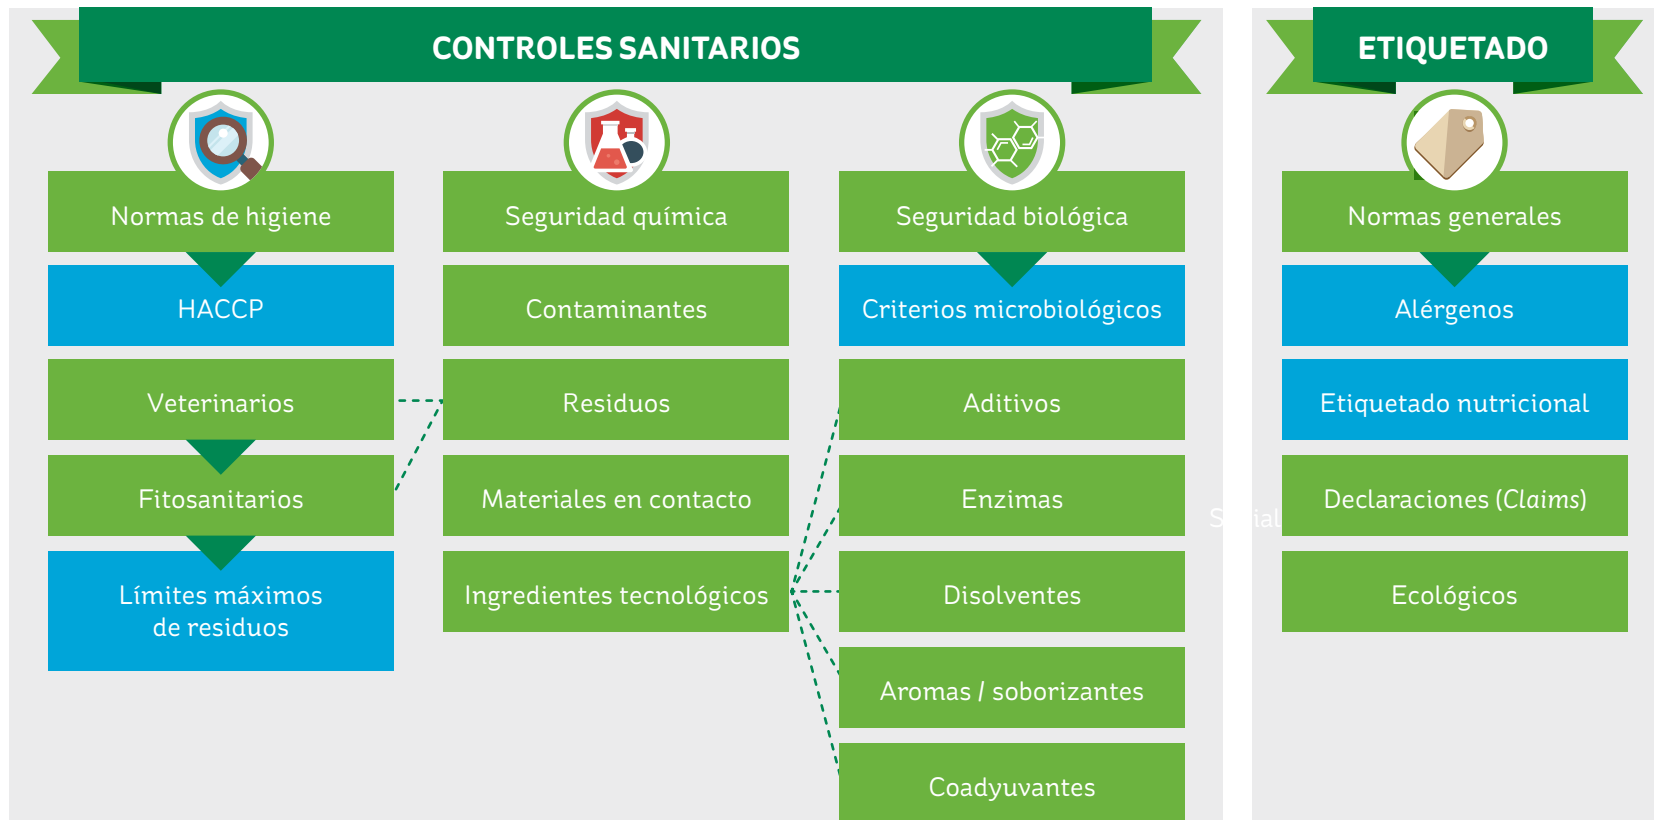 CONTROLES SANITARIOS
Normas de higiene
HACCP
Veterinarios
Fitosanitarios
Límites máximos
de residuos
Seguridad química
Contaminantes
Residuos
Materiales en contacto
Ingredientes tecnológicos
Seguridad biológica
Criterios microbiológicos
Aditivos
Enzimas
Disolventes
Aromas / soborizantes
Coadyuvantes
ETIQUETADO
Normas generales
Alérgenos
Etiquetado nutricional
Declaraciones (Claims)
Ecológicos